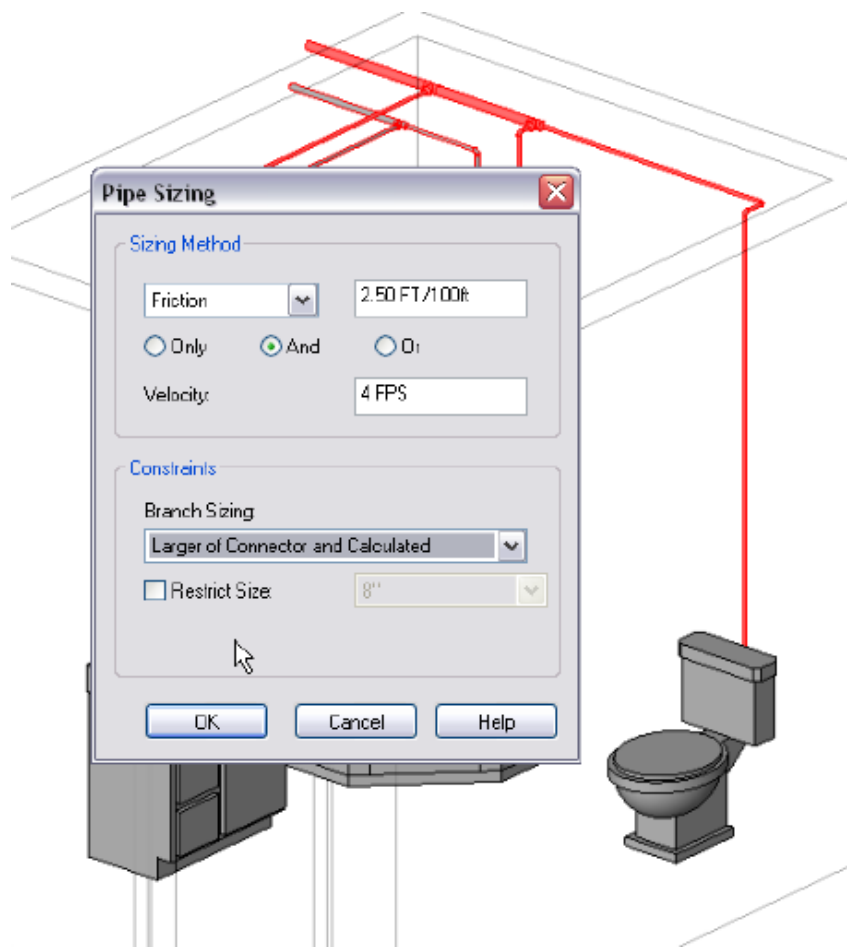 Pipe Sizing
Sizing Method
Friction
2.50 FT/100ft
Only
And
Or
Velocity:
4 FPS
Constraints
Branch Sizing:
Larger of Connector and Calculated
Restrict Size:
8"
OK
Cancel
Help